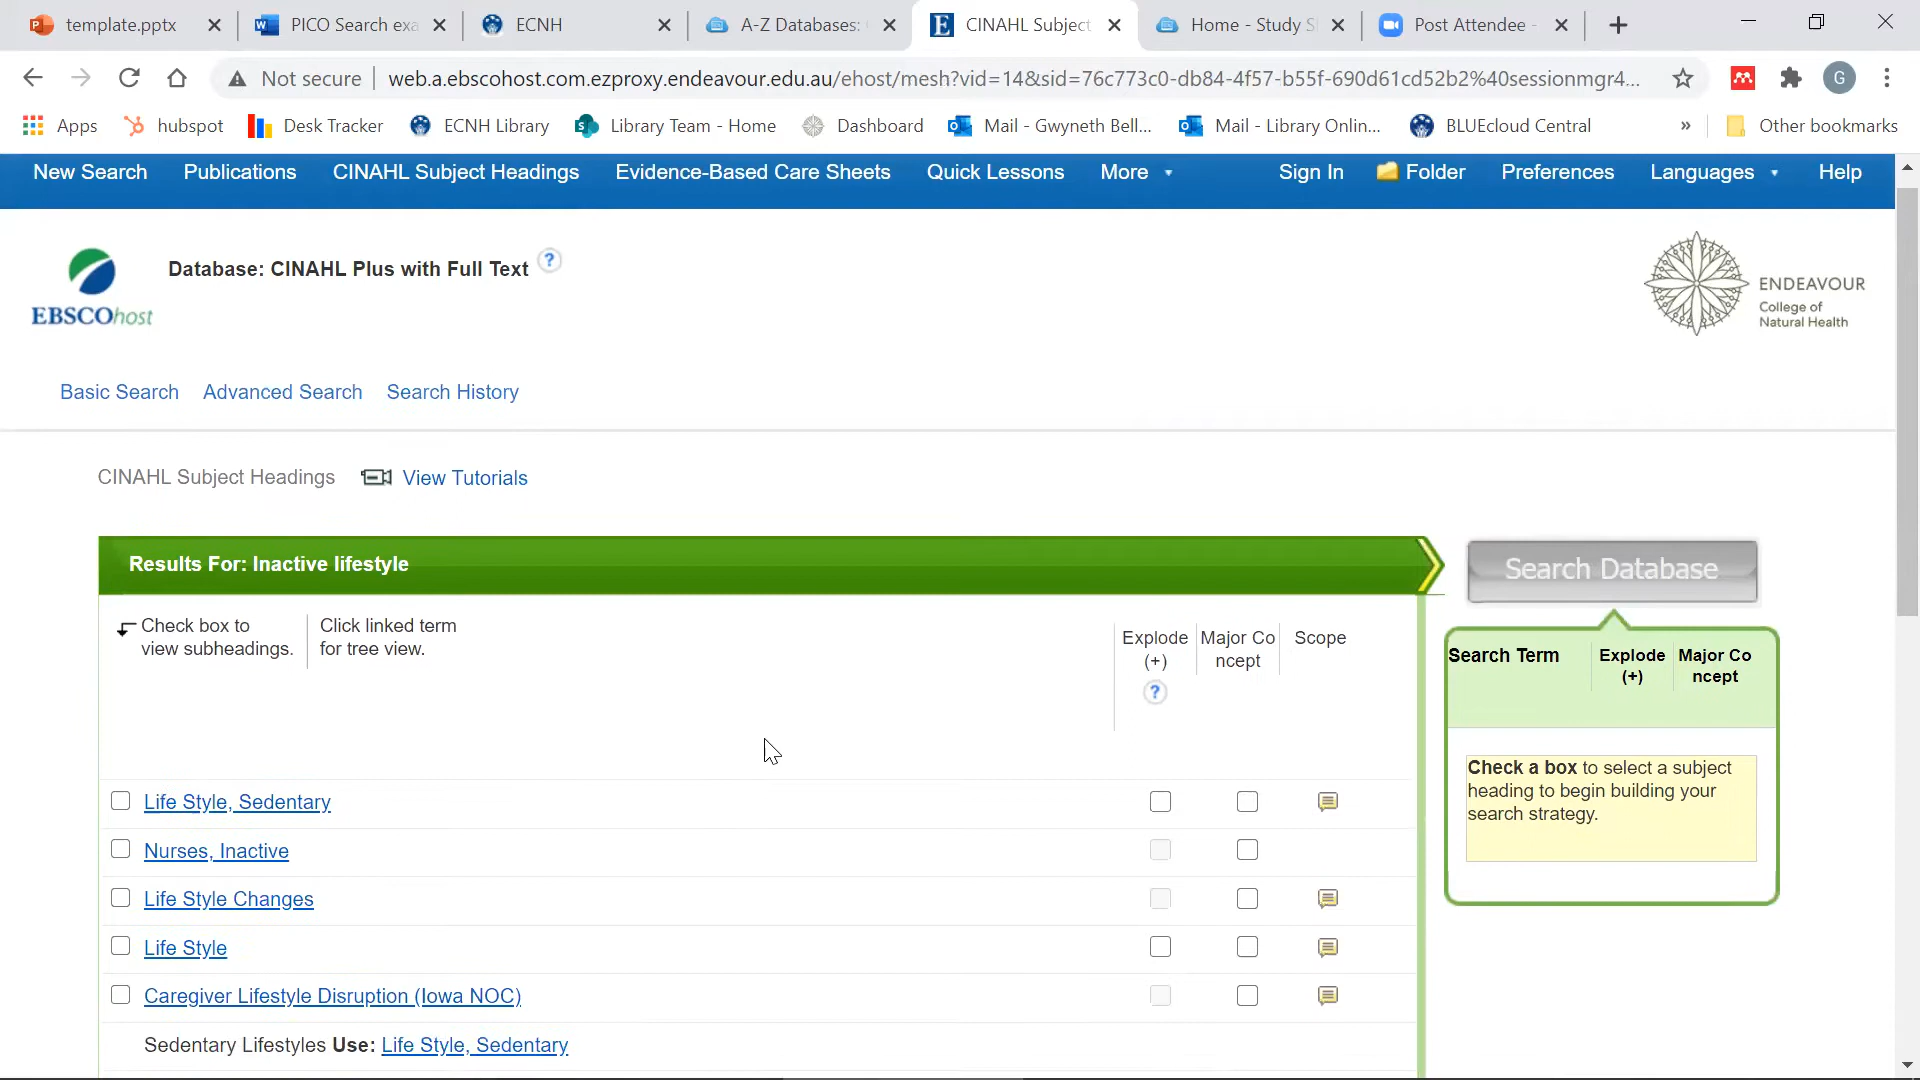 template.pptx
PICO Search exa
ECNH
A-Z Databases:
CINAHL Subject
Home - Study S
Post Attendee -
Not secure
web.a.ebscohost.com.ezproxy.endeavour.edu.au/ehost/mesh?vid=14&sid=76c773c0-db84-4f57-b55f-690d61cd52b2%40sessionmgr4...
G
Apps
hubspot
Desk Tracker
ECNH Library
Library Team - Home
Dashboard
Mail - Gwyneth Bell...
Mail - Library Onlin...
BLUEcloud Central
»
Other bookmarks
New Search
Publications
CINAHL Subject Headings
Evidence-Based Care Sheets
Quick Lessons
More
Sign In
Folder
Preferences
Languages
Help
EBSCOhost
Database: CINAHL Plus with Full Text
?
ENDEAVOUR
College of
Natural Health
Basic Search
Advanced Search
Search History
CINAHL Subject Headings
View Tutorials
Results For: Inactive lifestyle
Check box to
view subheadings.
Click linked term
for tree view.
Explode
(+)
?
Major Co
ncept
Scope
Life Style, Sedentary
Nurses, Inactive
Life Style Changes
Life Style
Caregiver Lifestyle Disruption (Iowa NOC)
Sedentary Lifestyles Use: Life Style, Sedentary
Search Database
Search Term
Explode
(+)
Major Co
ncept
Check a box to select a subject
heading to begin building your
search strategy.